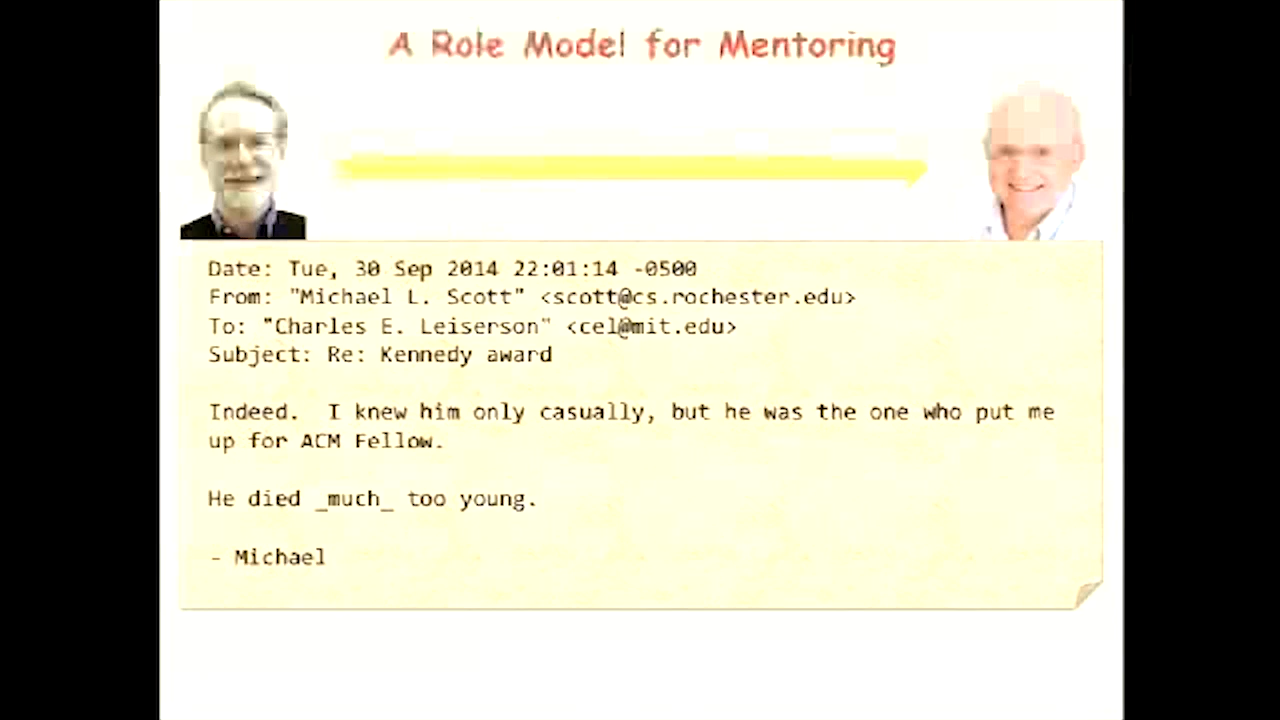 A Role Model for Mentoring
Date: Tue, 30 Sep 2014 22:01:14 -0500
From: "Michael L. Scott" <scott@cs.rochester.edu>
To: "Charles E. Leiserson" <cel@mit.edu>
Subject: Re: Kennedy award
Indeed.  I knew him only casually, but he was the one who put me
up for ACM Fellow.
He died _much_ too young.
- Michael